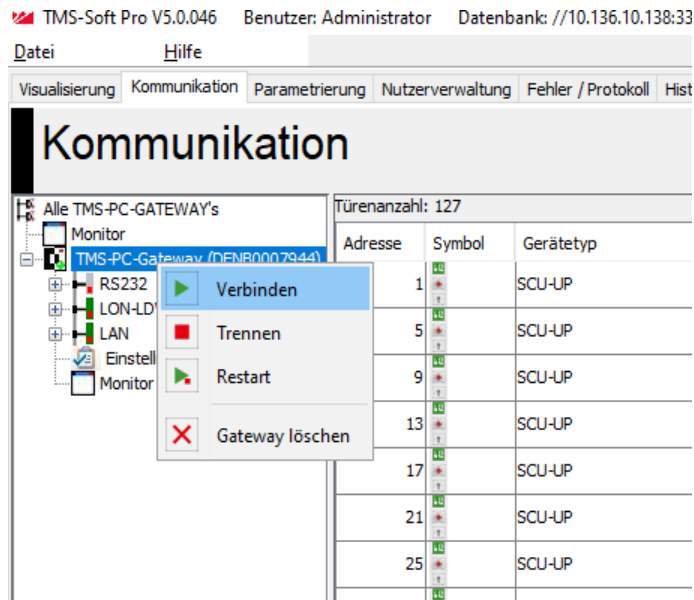 TMS-Soft Pro V5.0.046 Benutzer: Administrator Datenbank: //10.136.10.138:33
Datei Hilfe
Visualisierung Kommunikation Parametrierung Nutzerverwaltung Fehler / Protokoll Hist
Kommunikation
Alle TMS-PC-GATEWAY's
Monitor
TMS-PC-Gateway (DENB0007944)
RS232
LON-LD
LAN
Einstell
Monitor
Verbinden
Trennen
Restart
Gateway löschen
Türenanzahl: 127
Adresse Symbol Gerätetyp
1 SCU-UP
5 SCU-UP
9 SCU-UP
13 SCU-UP
17 SCU-UP
21 SCU-UP
25 SCU-UP